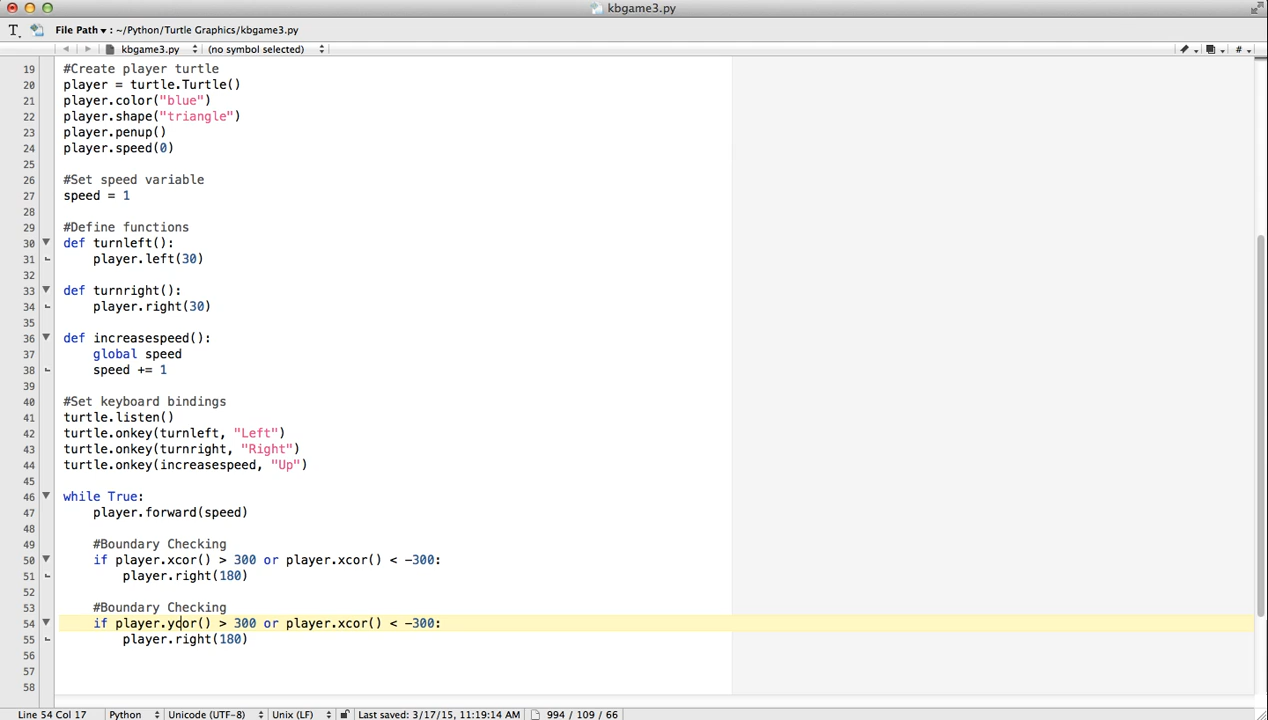 kbgame3.py
T. File Path ▾ : ~/Python/Turtle Graphics/kbgame3.py
kbgame3.py (no symbol selected) #
19 #Create player turtle
20 player = turtle.Turtle()
21 player.color("blue")
22 player.shape("triangle")
23 player.penup()
24 player.speed(0)
25
26 #Set speed variable
27 speed = 1
28
29 #Define functions
30 def turnleft():
31 player.left(30)
32
33 def turnright():
34 player.right(30)
35
36 def increasespeed():
37 global speed
38 speed += 1
39
40 #Set keyboard bindings
41 turtle.listen()
42 turtle.onkey(turnleft, "Left")
43 turtle.onkey(turnright, "Right")
44 turtle.onkey(increasespeed, "Up")
45
46 while True:
47 player.forward(speed)
48
49 #Boundary Checking
50 if player.xcor() > 300 or player.xcor() < -300:
51 player.right(180)
52
53 #Boundary Checking
54 if player.ycor() > 300 or player.xcor() < -300:
55 player.right(180)
56
57
58
Line 54 Col 17 Python Unicode (UTF-8) Unix (LF) Last saved: 3/17/15, 11:19:14 AM 994 / 109 / 66